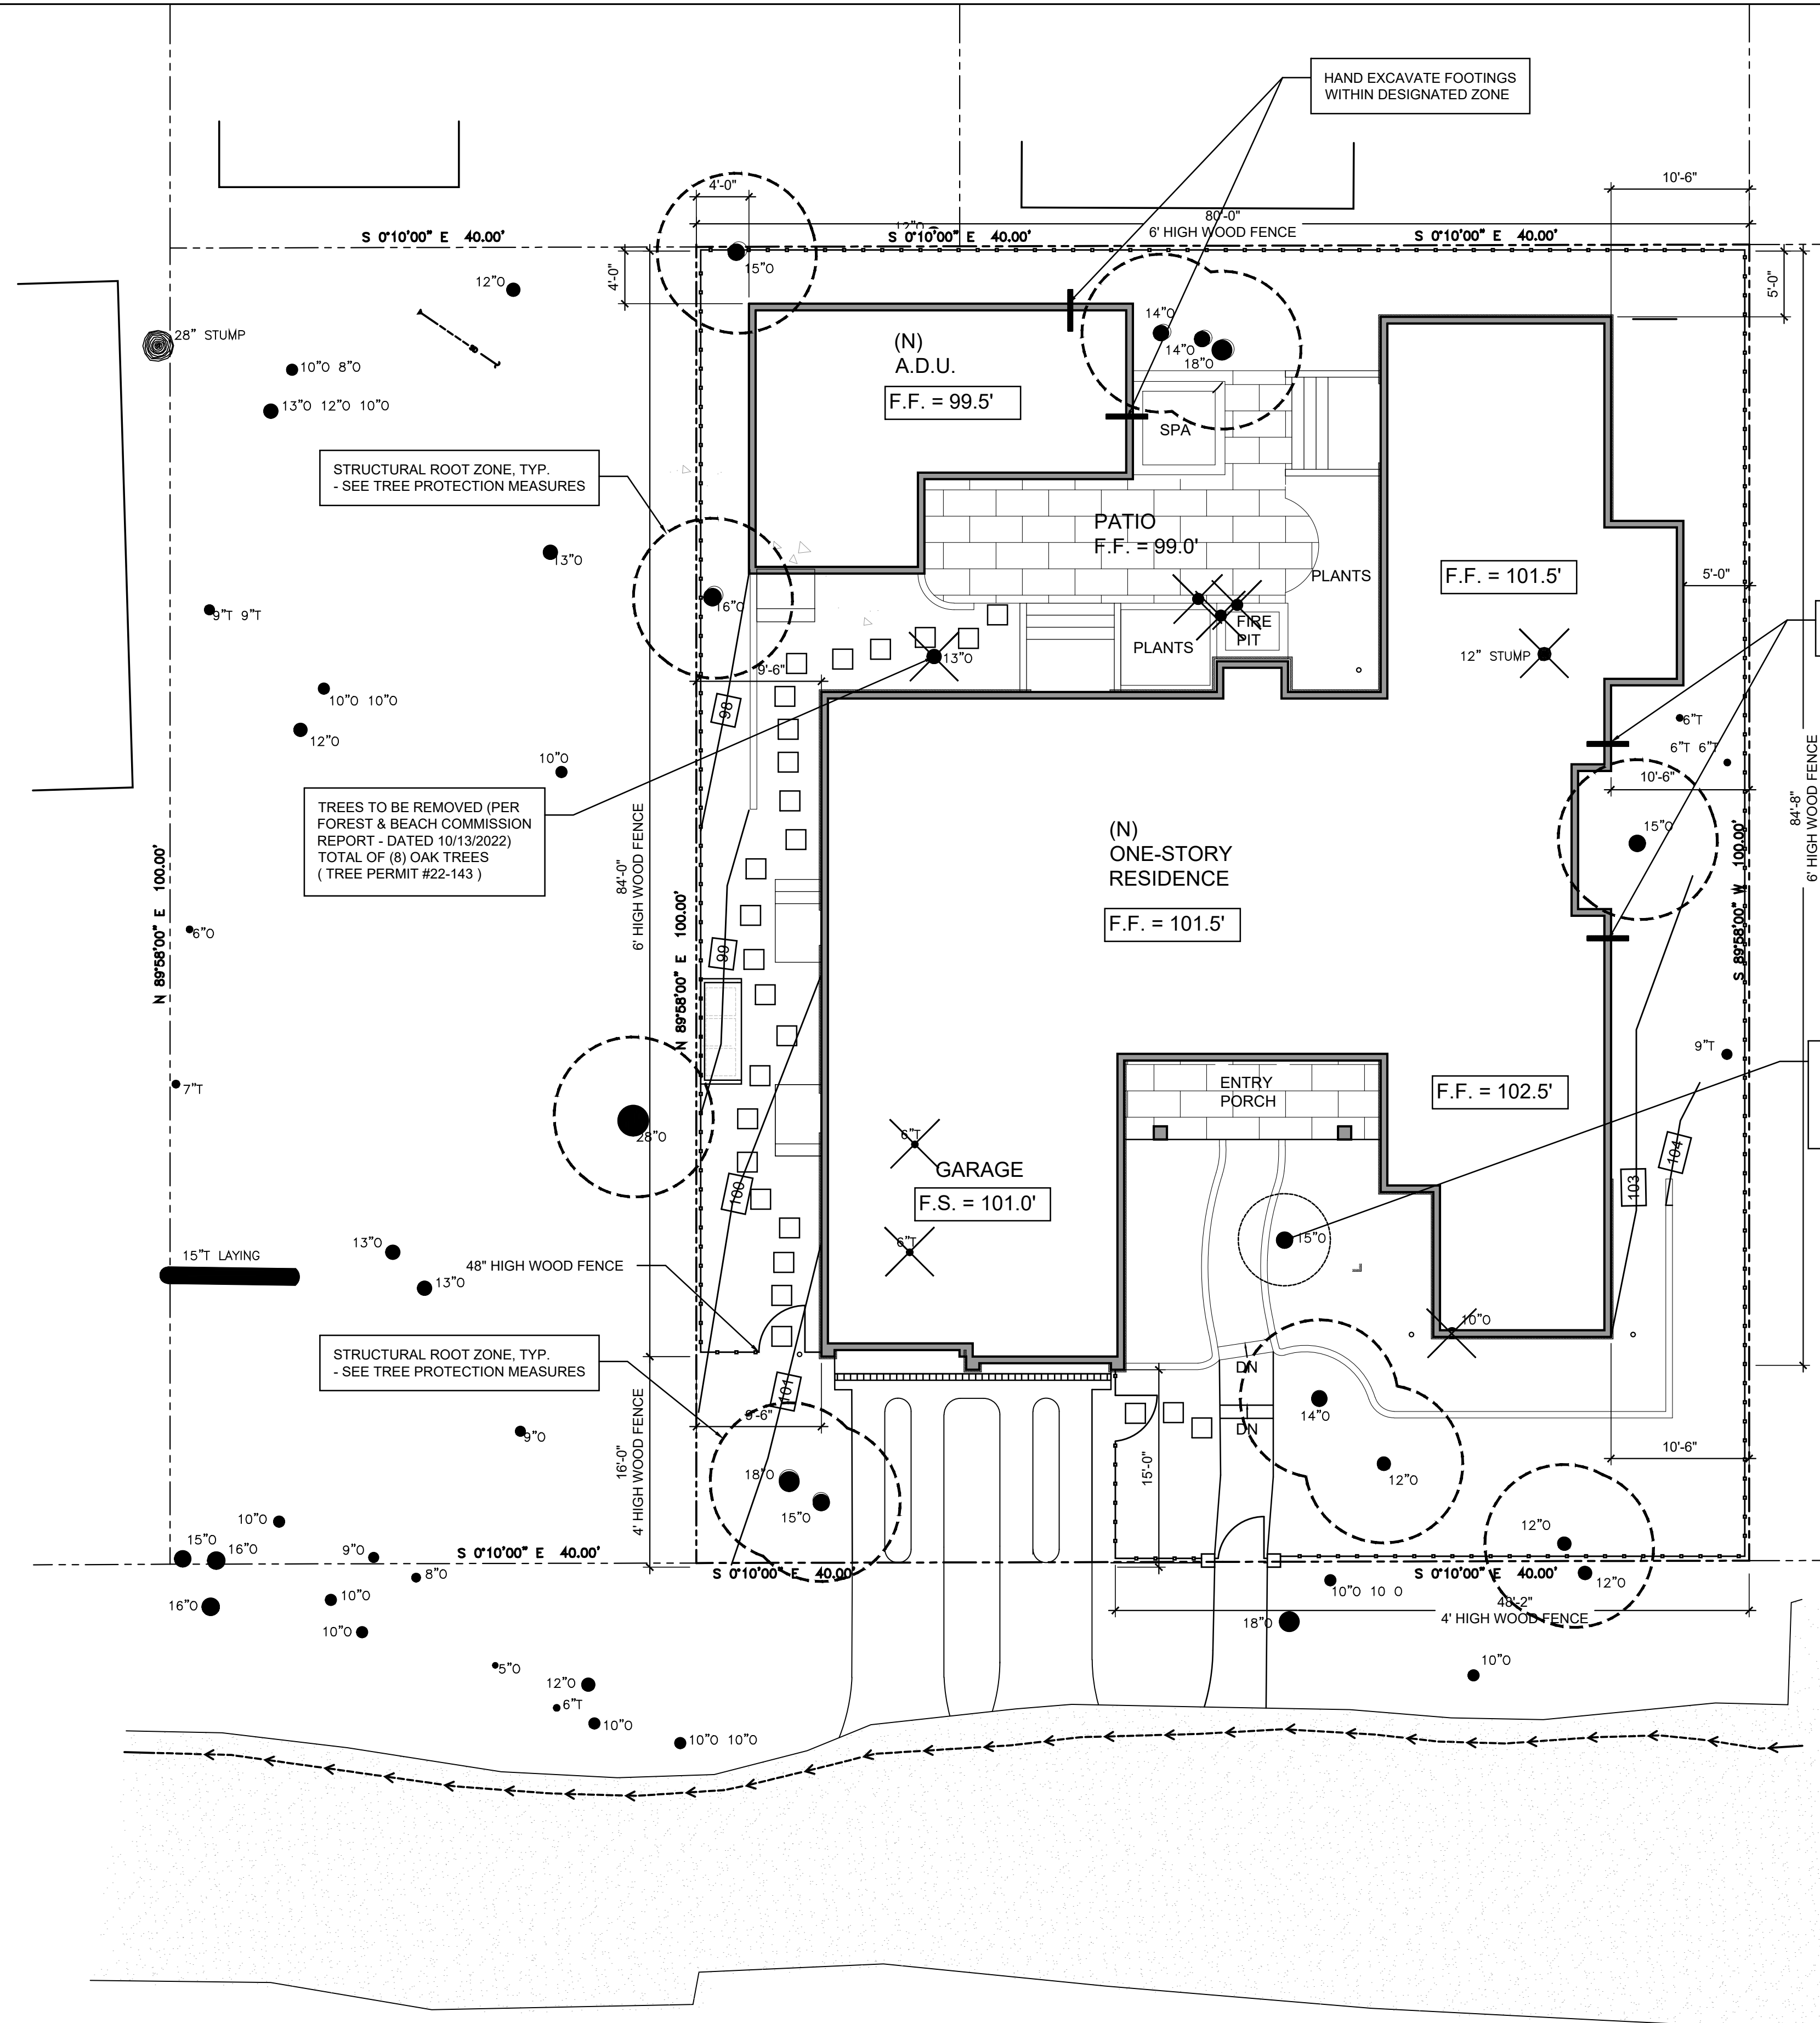 HAND EXCAVATE FOOTINGS
WITHIN DESIGNATED ZONE
4'-0"
10'-6"
12"O
80'-0"
S 0°10'00" E 40.00'
S 0°10'00" E 40.00'
6' HIGH WOOD FENCE
S 0°10'00" E 40.00'
15"O
4'-0"
5'-0"
12"O
28" STUMP
14"O
14"O
18"O
(N)
A.D.U.
F.F. = 99.5'
10"O 8"O
13"O 12"O 10"O
SPA
STRUCTURAL ROOT ZONE, TYP.
- SEE TREE PROTECTION MEASURES
PATIO
F.F. = 99.0'
13"O
PLANTS
F.F. = 101.5'
5'-0"
9"T 9"T
16"O
FIRE
PIT
PLANTS
13"O
12" STUMP
9'-6"
10"O 10"O
98
6"T
12"O
6"T 6"T
10"O
10'-6"
TREES TO BE REMOVED (PER
FOREST & BEACH COMMISSION
REPORT - DATED 10/13/2022)
TOTAL OF (8) OAK TREES
( TREE PERMIT #22-143 )
84'-0"
6' HIGH WOOD FENCE
(N)
ONE-STORY
RESIDENCE
F.F. = 101.5'
15"O
84'-8"
6' HIGH WOOD FENCE
N 89°58'00" E 100.00'
N 89°58'00" E 100.00'
S 89°58'00" W 100.00'
6"O
99
9"T
7"T
ENTRY
PORCH
F.F. = 102.5'
28"O
6"T
GARAGE
F.S. = 101.0'
100
103
104
6"T
15"O
13"O
15"T LAYING
48" HIGH WOOD FENCE
13"O
10"O
STRUCTURAL ROOT ZONE, TYP.
- SEE TREE PROTECTION MEASURES
DN
101
9'-6"
14"O
DN
9"O
16'-0"
4' HIGH WOOD FENCE
15'-0"
10'-6"
18"O
12"O
15"O
10"O
12"O
15"O
16"O
9"O
S 0°10'00" E 40.00'
S 0°10'00" E 40.00'
S 0°10'00" E 40.00'
8"O
12"O
10"O 10 O
16"O
10"O
48'-2"
4' HIGH WOOD FENCE
18"O
10"O
5"O
10"O
12"O
6"T
10"O
10"O 10"O